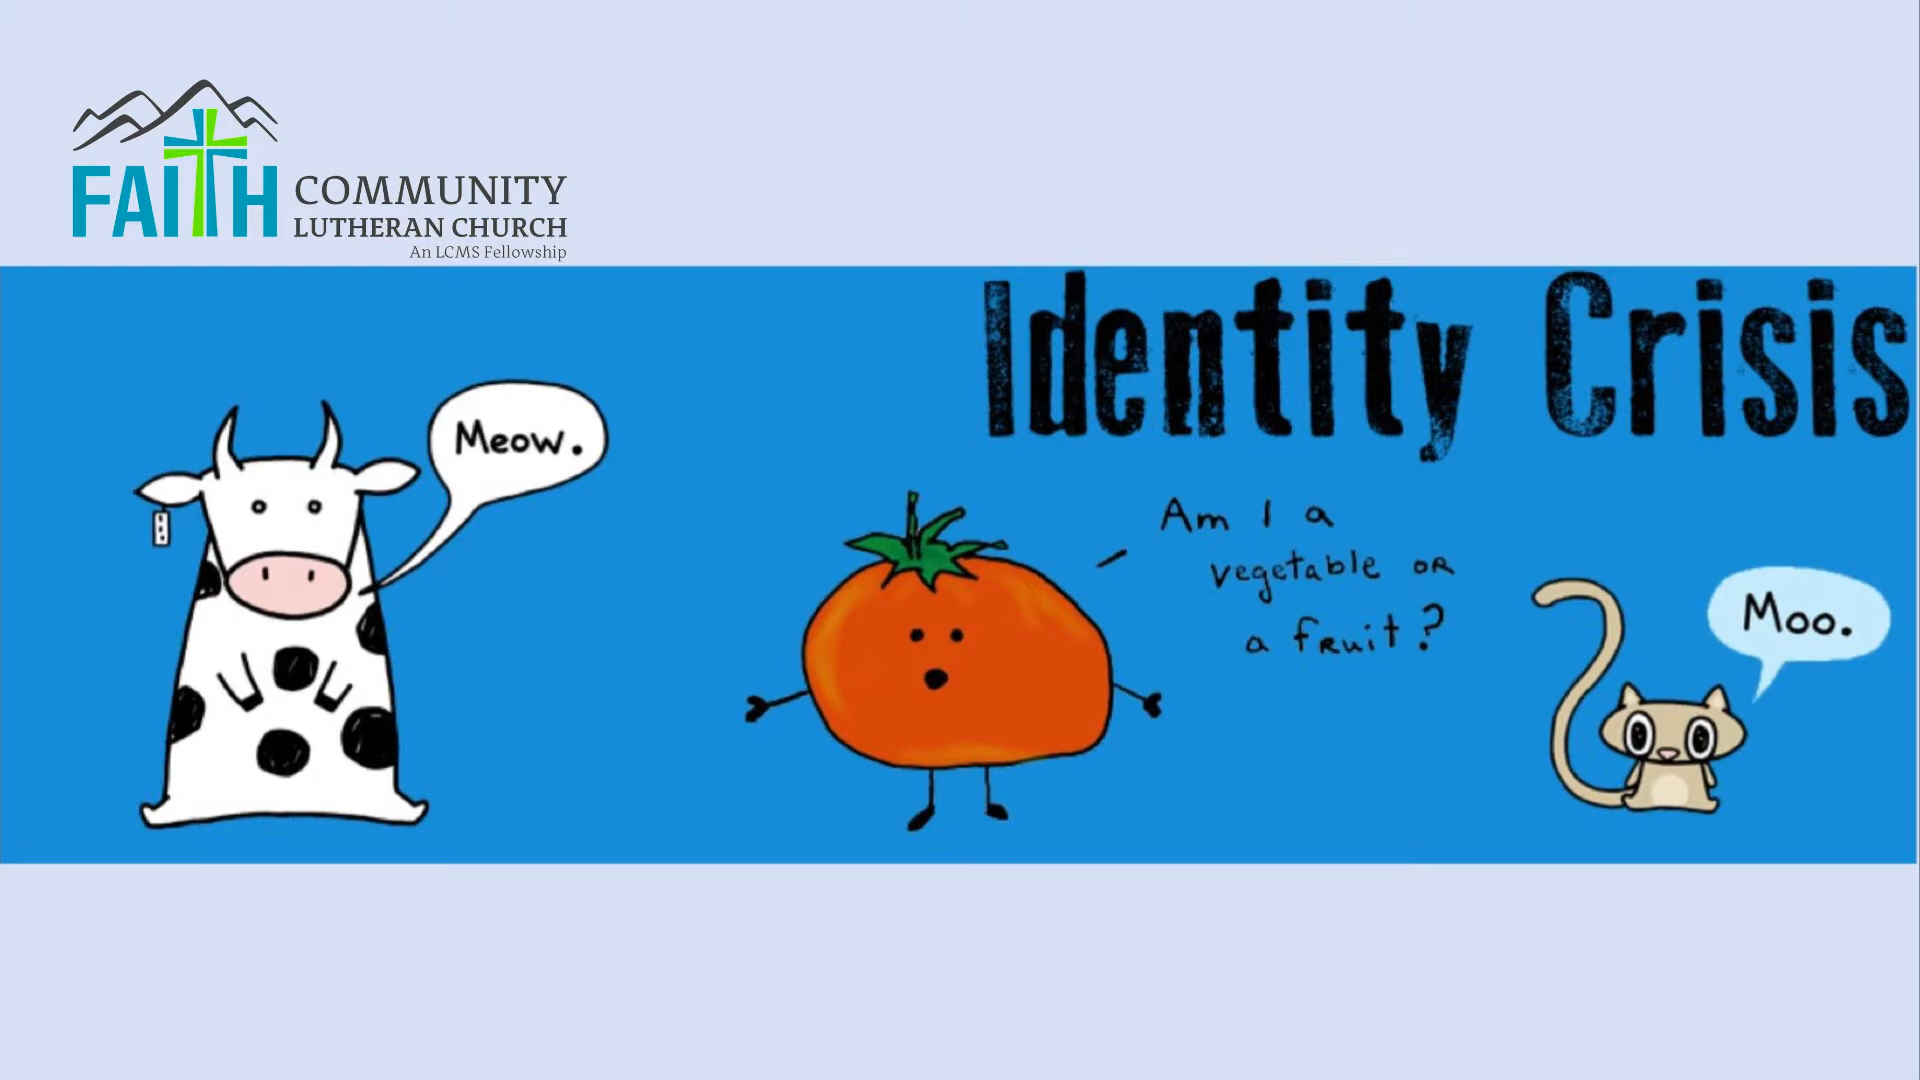 FAITH COMMUNITY
LUTHERAN CHURCH
An LCMS Fellowship
Identity Crisis
Meow.
Am I a
vegetable or
a fruit?
Moo.